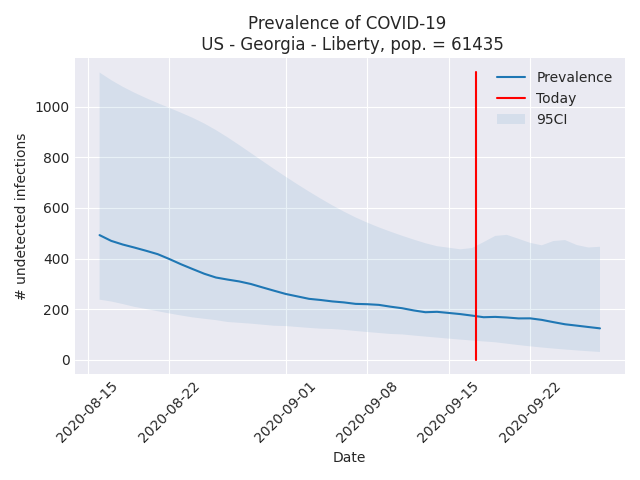 Prevalence of COVID-19
US - Georgia - Liberty, pop. = 61435
Prevalence
Today
95CI
# undetected infections
1000
800
600
400
200
0
2020-08-15
2020-08-22
2020-09-01
2020-09-08
2020-09-15
2020-09-22
Date